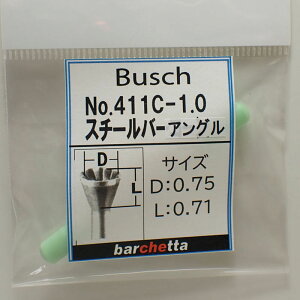 Busch
No.411C-1.0
スチールバーアングル
D
L
サイズ
D:0.75
L:0.71
barchetta